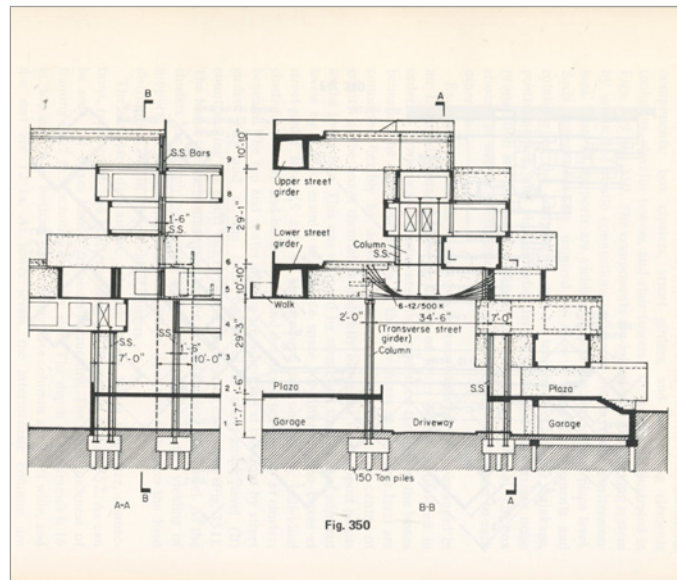 B
A
S.S. Bars
9
10'-10"
Upper street
girder
8
29'-1"
1'-6"
S.S.
7
Lower street
girder
Column
S.S.
6
10'-10"
5
Walk
6-12/500 K
2'-0"
34'-6"
7'-0"
(Transverse street
girder)
4
S.S.
S.S.
1'-6"
7'-0"
10'-0"
29'-3"
3
Column
S.S.
2
1'-6"
Plaza
Plaza
11'-7"
1
Garage
Driveway
Garage
150 Ton piles
B
A
A-A
B-B
Fig. 350